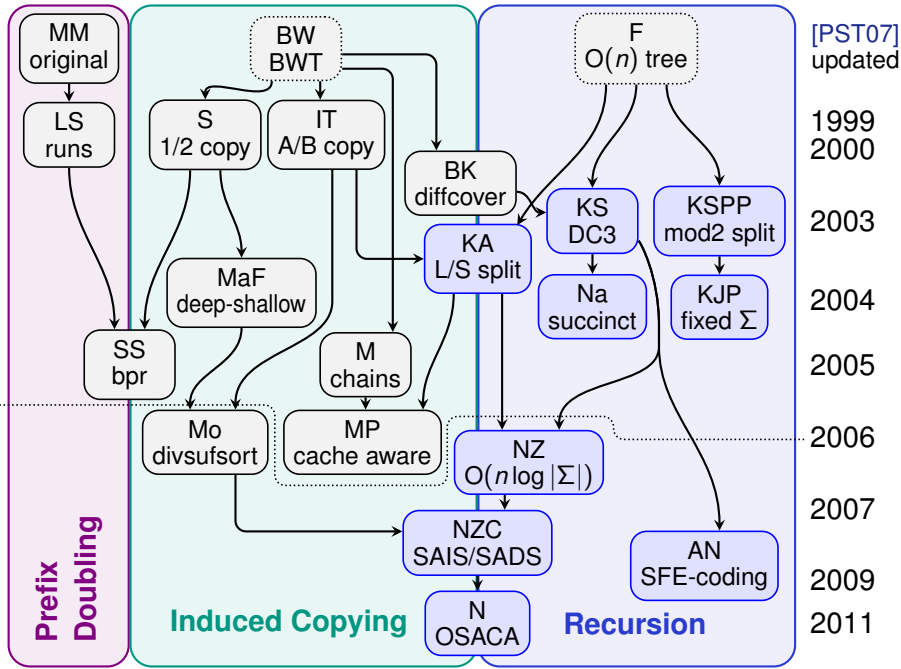 MM
original
BW
BWT
F
O(n) tree
[PST07]
updated
LS
runs
S
1/2 copy
IT
A/B copy
1999
2000
BK
diffcover
KS
DC3
KSPP
mod2 split
2003
KA
L/S split
MaF
deep-shallow
Na
succinct
KJP
fixed Σ
2004
SS
bpr
M
chains
2005
Mo
divsufsort
MP
cache aware
NZ
O(n log |Σ|)
2006
2007
NZC
SAIS/SADS
AN
SFE-coding
2009
N
OSACA
2011
Prefix
Doubling
Induced Copying
Recursion